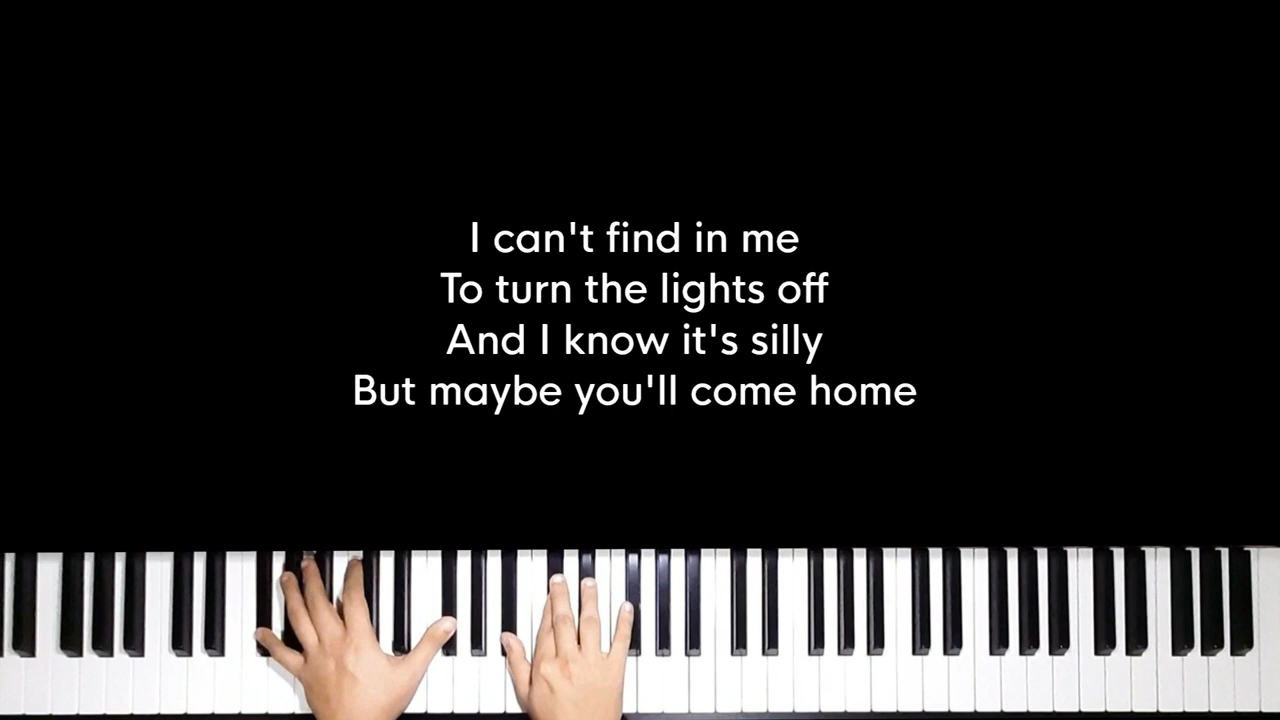 I can't find in me
To turn the lights off
And I know it's silly
But maybe you'll come home